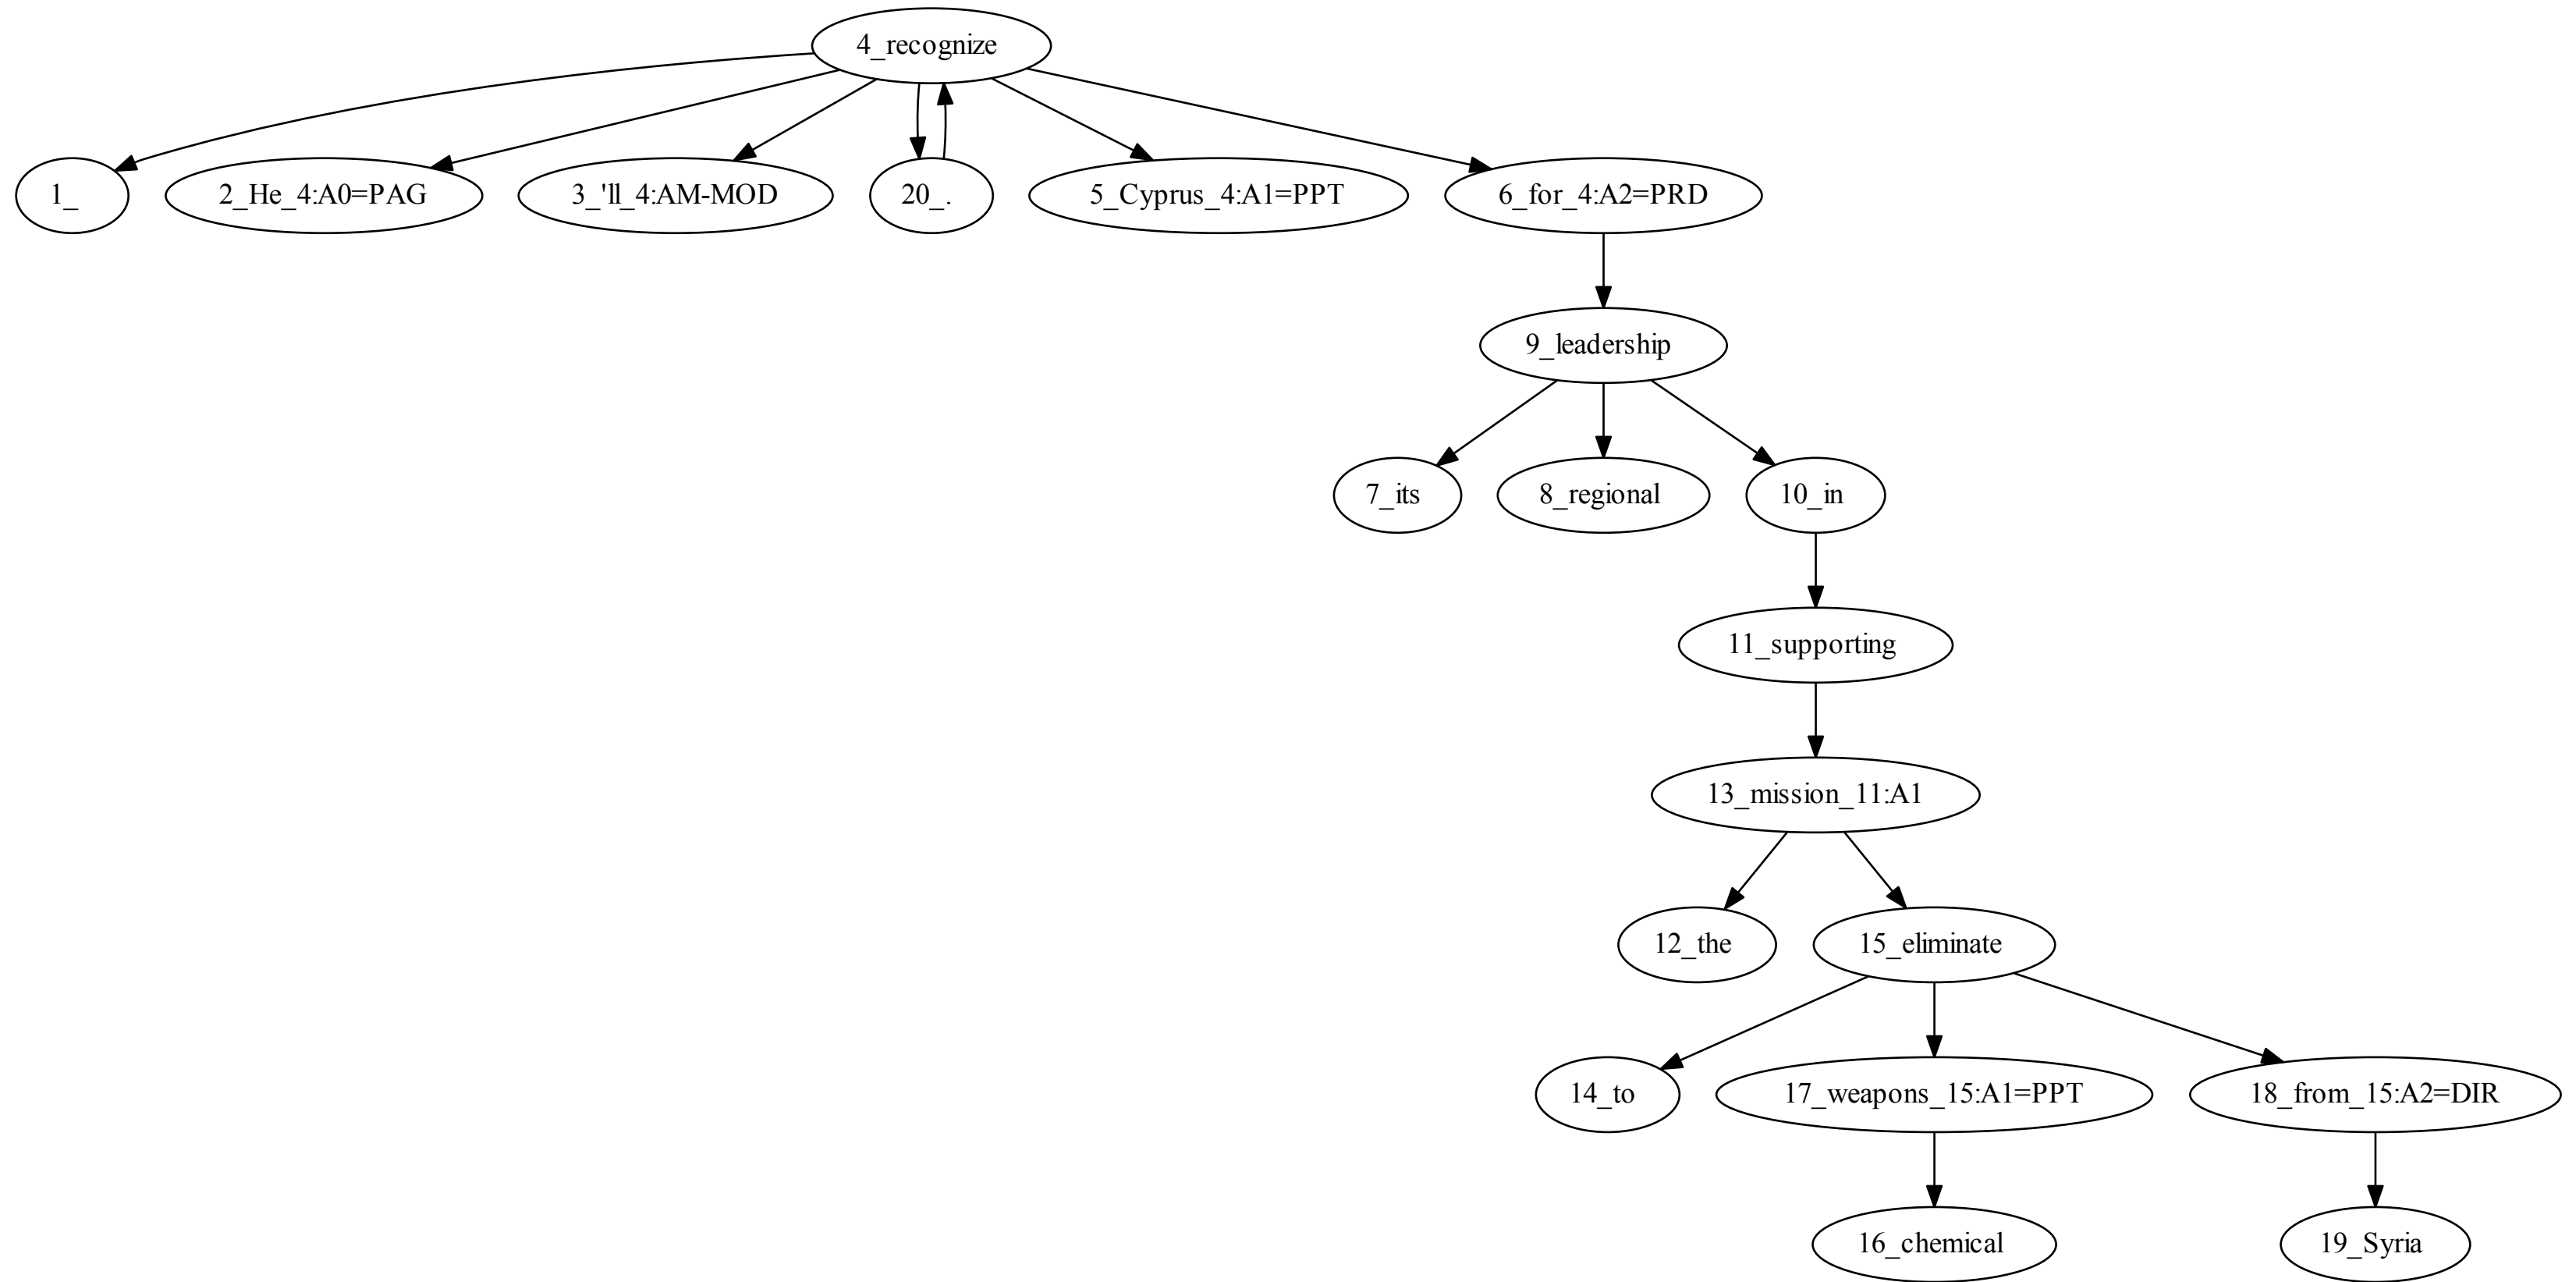 4_recognize
1_
2_He_4:A0=PAG
3_'ll_4:AM-MOD
20_.
5_Cyprus_4:A1=PPT
6_for_4:A2=PRD
9_leadership
7_its
8_regional
10_in
11_supporting
13_mission_11:A1
12_the
15_eliminate
14_to
17_weapons_15:A1=PPT
18_from_15:A2=DIR
16_chemical
19_Syria